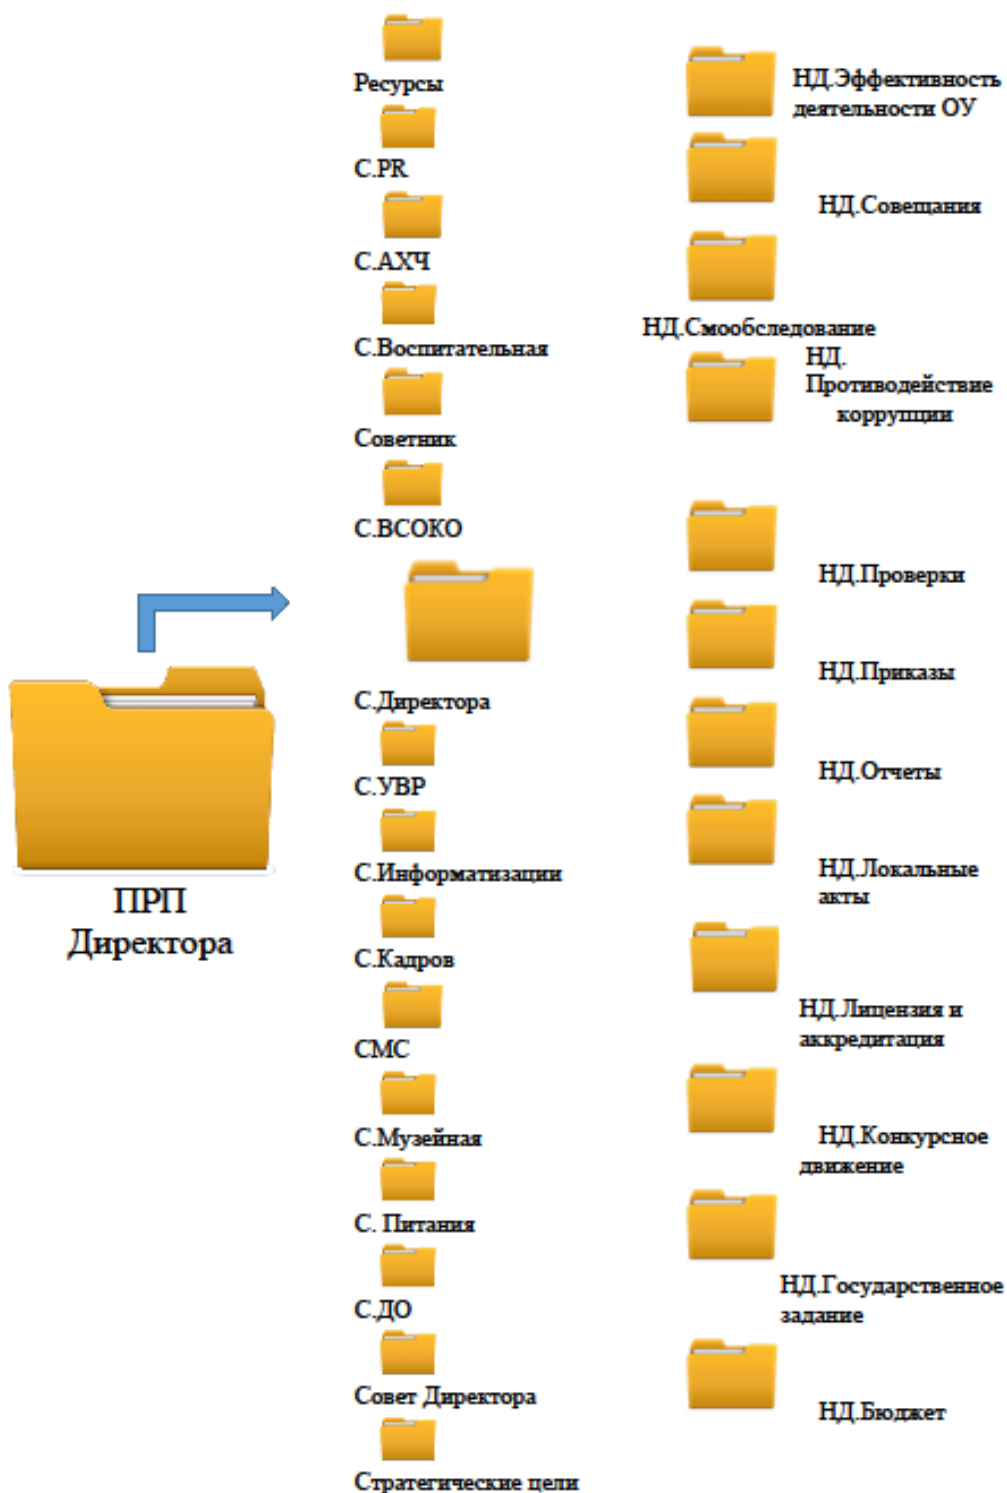 ПРП
Директора
Ресурсы
С.PR
С.АХЧ
С.Воспитательная
Советник
С.ВСОКО
С.Директора
С.УВР
С.Информатизации
С.Кадров
СМС
С.Музейная
С. Питания
С.ДО
Совет Директора
Стратегические цели
НД.Эффективность
деятельности ОУ
НД.Совещания
НД.Смообследование
НД.
Противодействие
коррупции
НД.Проверки
НД.Приказы
НД.Отчеты
НД.Локальные
акты
НД.Лицензия и
аккредитация
НД.Конкурсное
движение
НД.Государственное
задание
НД.Бюджет